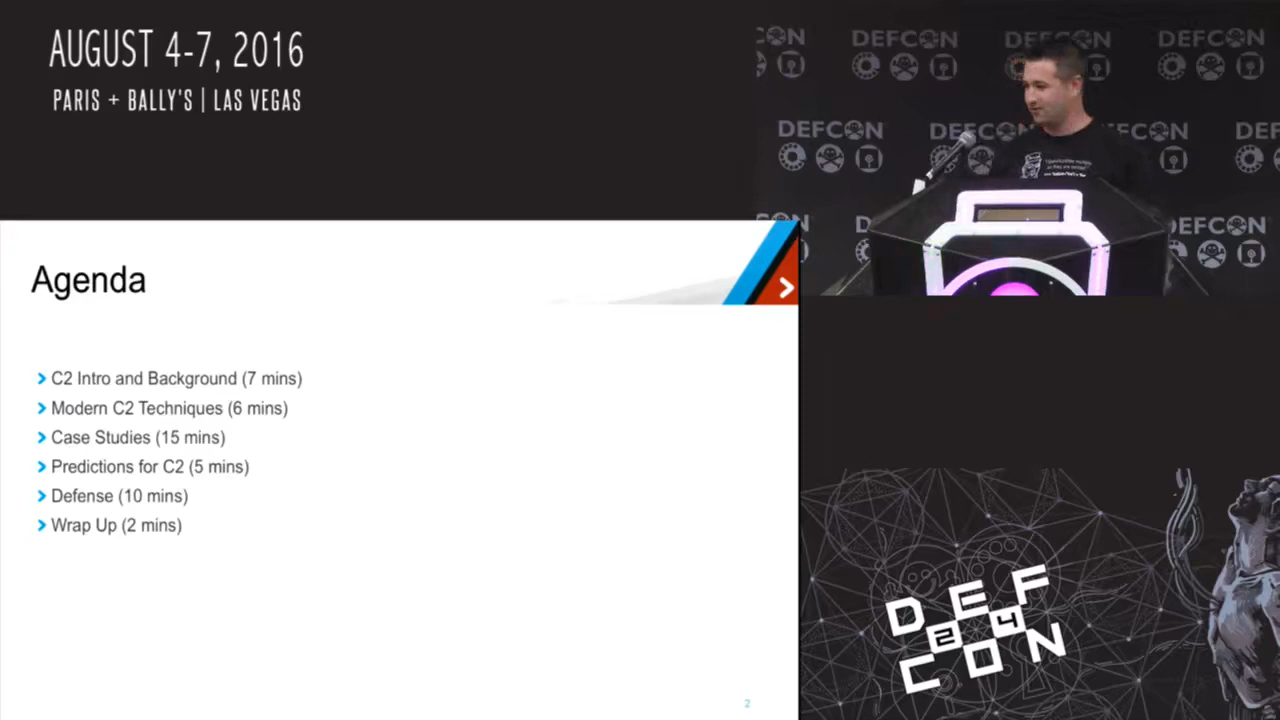 AUGUST 4-7, 2016
PARIS + BALLY'S | LAS VEGAS
DEFCON DEFCON DEFCON
DEFCON DEFCON
Agenda
C2 Intro and Background (7 mins)
Modern C2 Techniques (6 mins)
Case Studies (15 mins)
Predictions for C2 (5 mins)
Defense (10 mins)
Wrap Up (2 mins)
2
DEF
24
CON